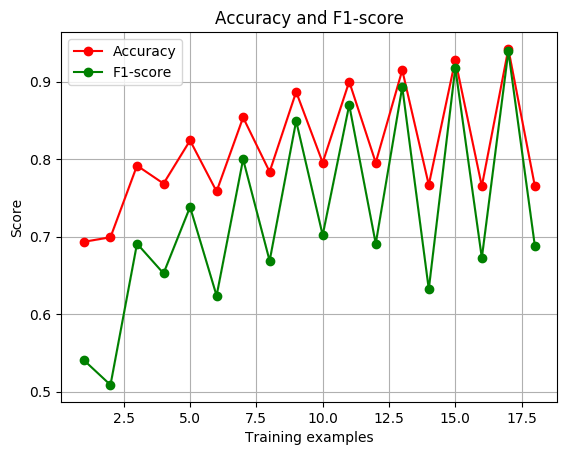 Accuracy and F1-score
Accuracy
F1-score
0.9
0.8
0.7
0.6
0.5
Score
2.5 5.0 7.5 10.0 12.5 15.0 17.5
Training examples